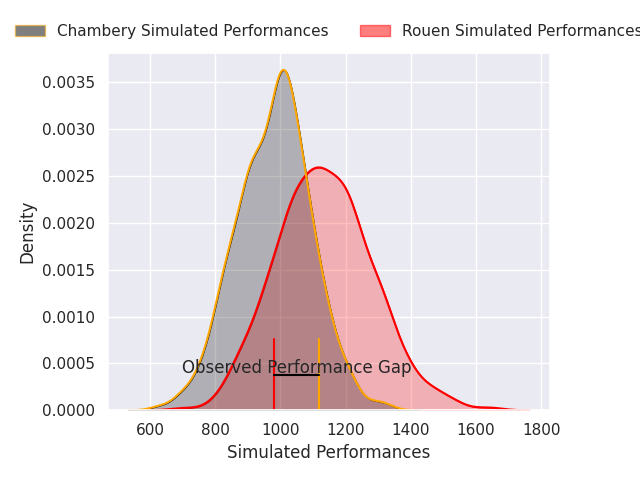 Chambery Simulated Performances
Rouen Simulated Performances
0.0035
0.0030
0.0025
0.0020
0.0015
0.0010
0.0005
0.0000
Density
Observed Performance Gap
600 800 1000 1200 1400 1600 1800
Simulated Performances